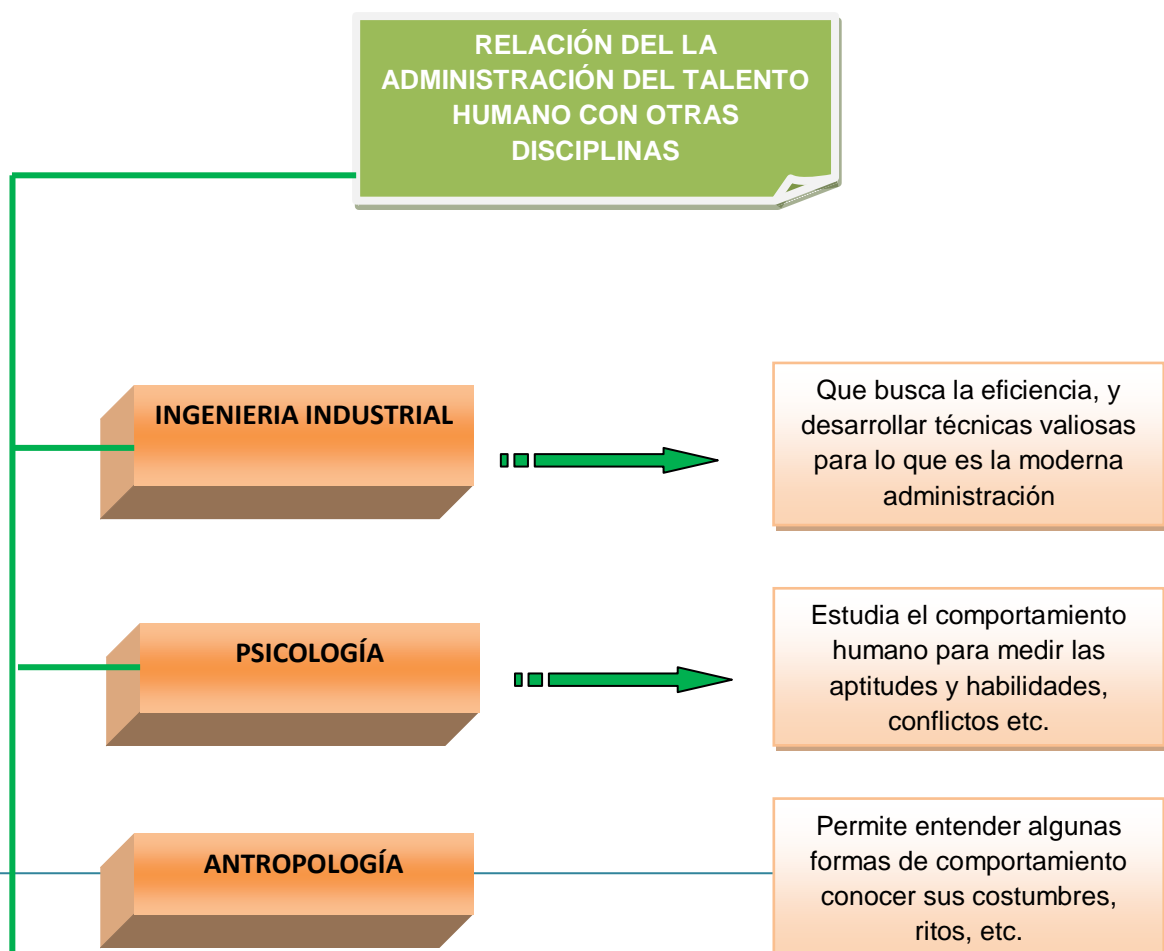 RELACIÓN DEL LA
ADMINISTRACIÓN DEL TALENTO
HUMANO CON OTRAS
DISCIPLINAS
INGENIERIA INDUSTRIAL
Que busca la eficiencia, y
desarrollar técnicas valiosas
para lo que es la moderna
administración
PSICOLOGÍA
Estudia el comportamiento
humano para medir las
aptitudes y habilidades,
conflictos etc.
ANTROPOLOGÍA
Permite entender algunas
formas de comportamiento
conocer sus costumbres,
ritos, etc.